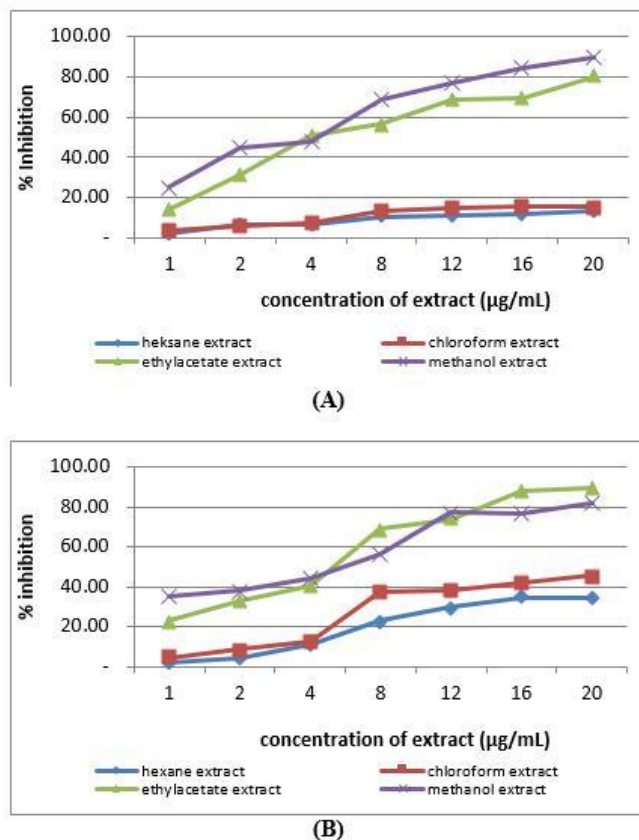 100.00
80.00
60.00
40.00
20.00
-
% Inhibition
1 2 4 8 12 16 20
concentration of extract (µg/mL)
heksane extract chloroform extract
ethylacetate extract methanol extract
(A)
100.00
80.00
60.00
40.00
20.00
-
% inhibition
1 2 4 8 12 16 20
concentration of extract (µg/mL)
hexane extract chloroform extract
ethylacetate extract methanol extract
(B)